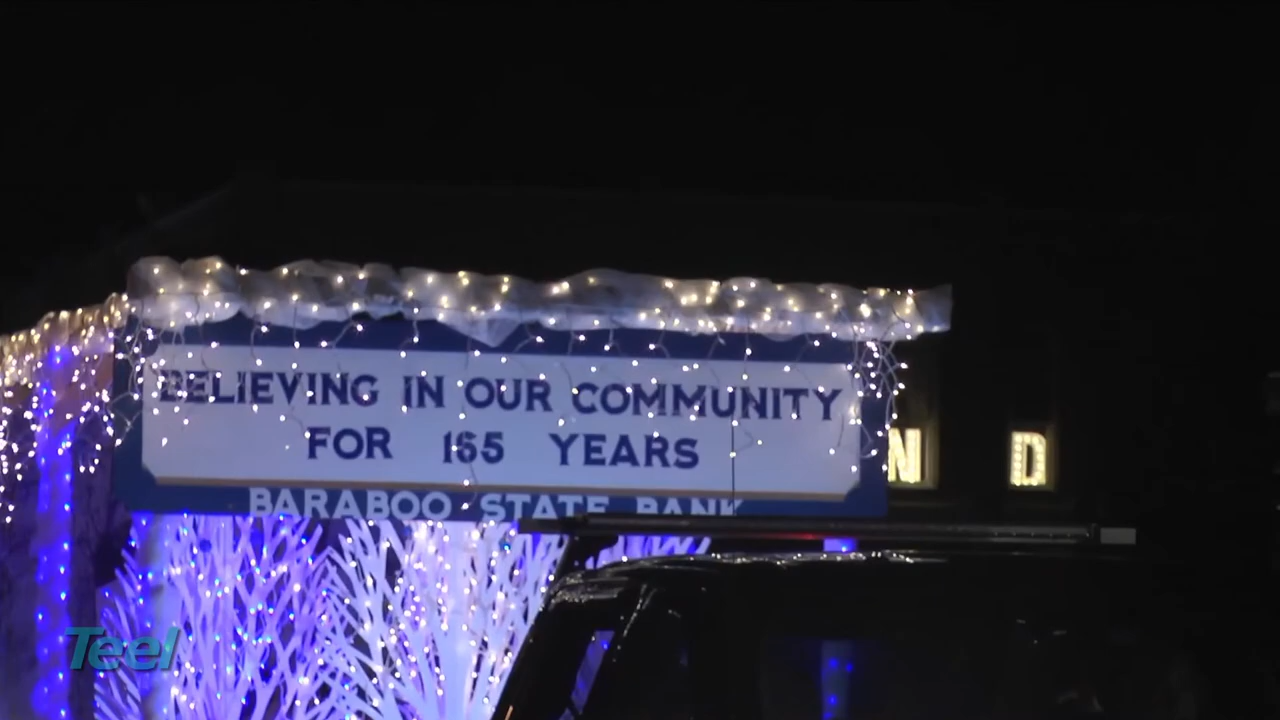 BELIEVING IN OUR COMMUNITY
FOR 165 YEARS
BARABOO STATE BANK
N D
Teel